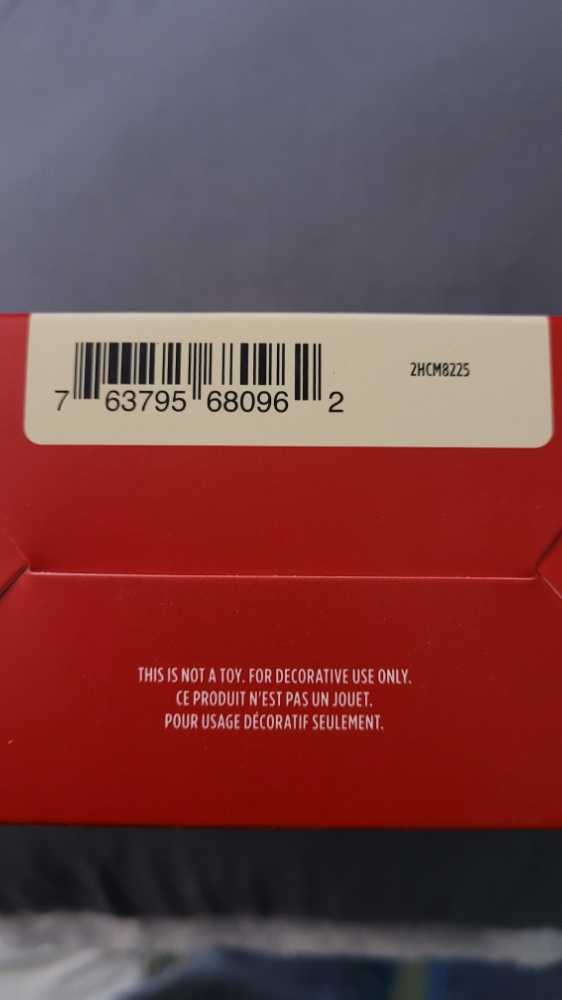 7 63795 68096 2
2HCM8225
THIS IS NOT A TOY. FOR DECORATIVE USE ONLY.
CE PRODUIT N'EST PAS UN JOUET.
POUR USAGE DÉCORATIF SEULEMENT.